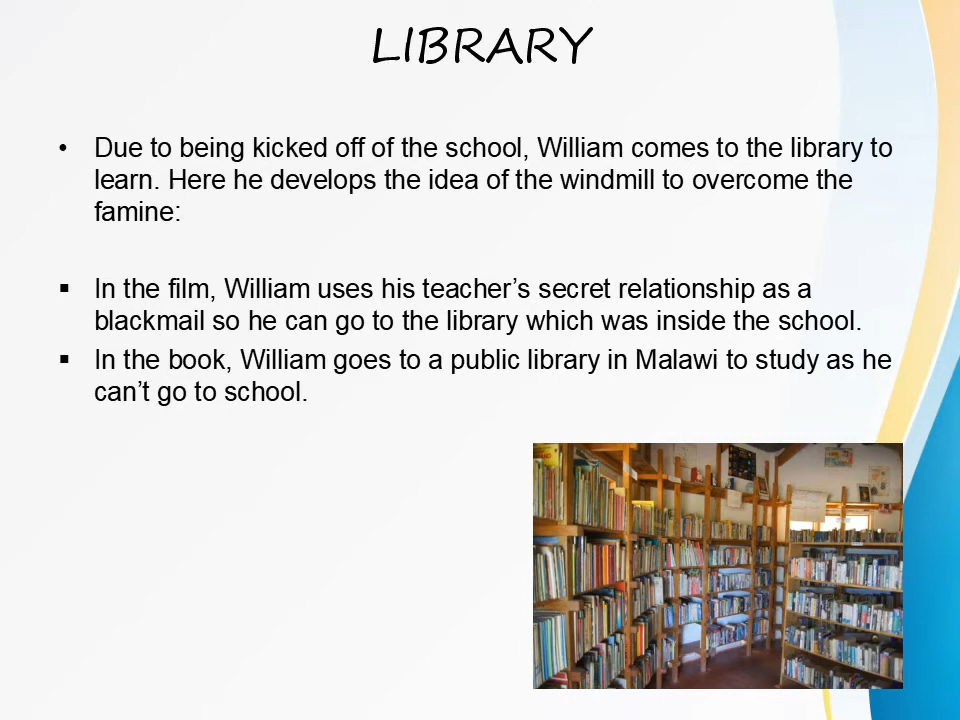 LIBRARY
• Due to being kicked off of the school, William comes to the library to
learn. Here he develops the idea of the windmill to overcome the
famine:
▪ In the film, William uses his teacher’s secret relationship as a
blackmail so he can go to the library which was inside the school.
▪ In the book, William goes to a public library in Malawi to study as he
can’t go to school.